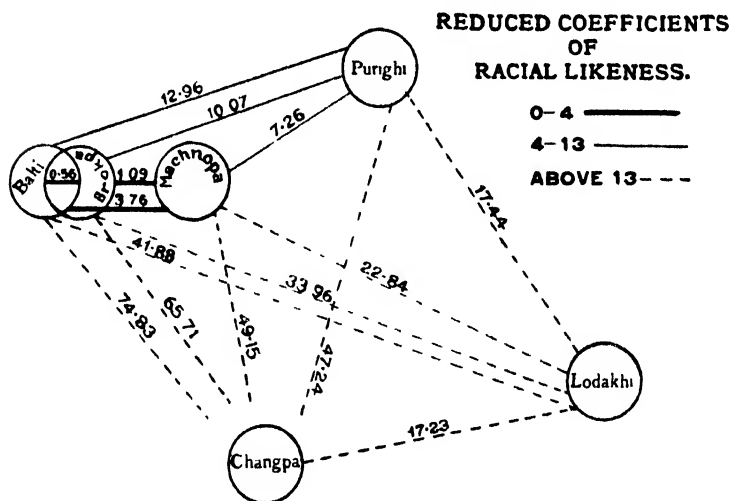 REDUCED COEFFICIENTS
OF
RACIAL LIKENESS.
0-4
4-13
ABOVE 13
Purighi
12.96
10 07
7.26
Balti
0.56
Brokpa
1 09
Machnopa
3 76
17.44
41.88
33 96
22.84
74.83
65 71
49.15
47.24
Lodakhi
17.23
Changpa